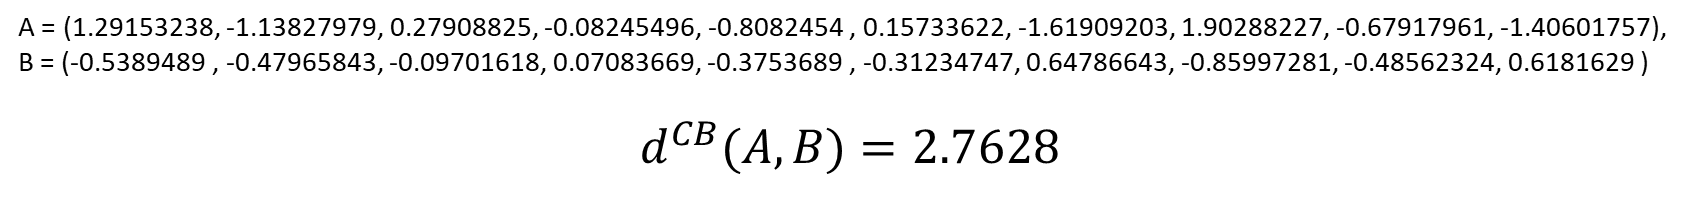 A = (1.29153238, -1.13827979, 0.27908825, -0.08245496, -0.8082454 , 0.15733622, -1.61909203, 1.90288227, -0.67917961, -1.40601757),
B = (-0.5389489 , -0.47965843, -0.09701618, 0.07083669, -0.3753689 , -0.31234747, 0.64786643, -0.85997281, -0.48562324, 0.6181629 )
d^{CB}(A, B) = 2.7628